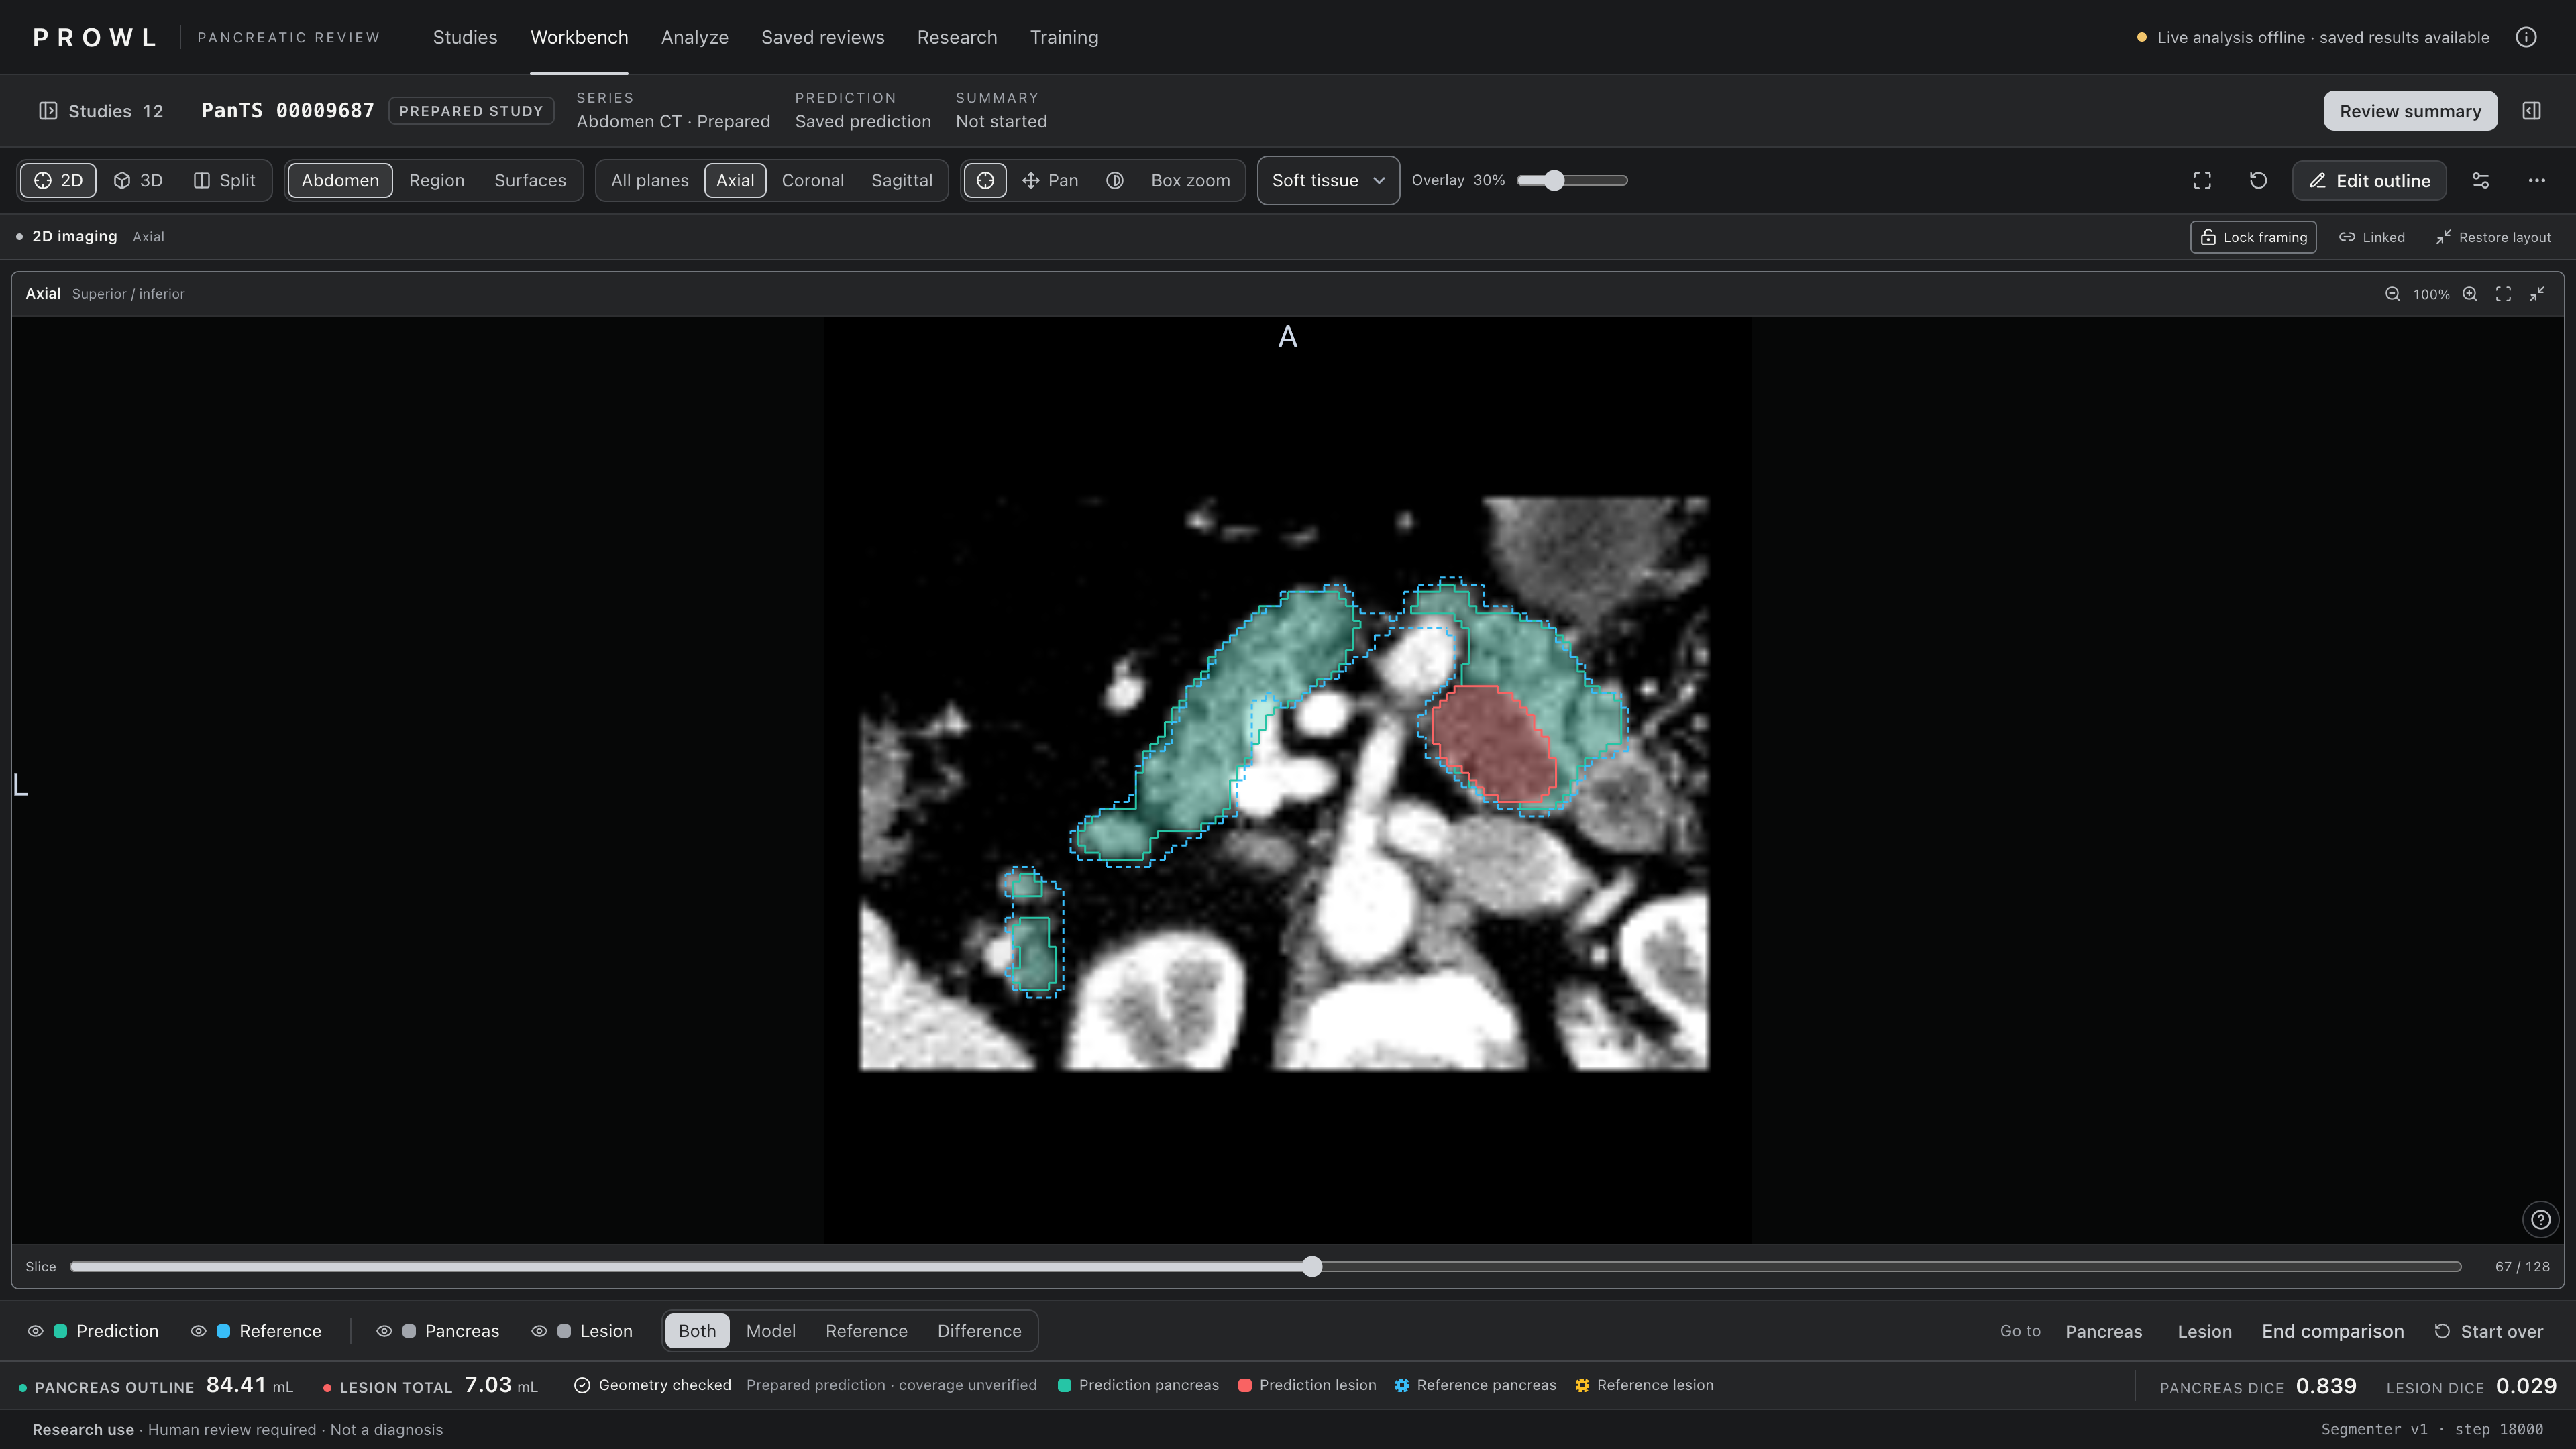 PROWL PANCREATIC REVIEW Studies Workbench Analyze Saved reviews Research Training Live analysis offline · saved results available
Studies 12 PanTS 00009687 PREPARED STUDY SERIES PREDICTION SUMMARY Review summary
Abdomen CT · Prepared Saved prediction Not started
2D 3D Split Abdomen Region Surfaces All planes Axial Coronal Sagittal Pan Box zoom Soft tissue Overlay 30% Edit outline
2D imaging Axial Lock framing Linked Restore layout
Axial Superior / inferior 100%
A
L
Slice 67 / 128
Prediction Reference Pancreas Lesion Both Model Reference Difference Go to Pancreas Lesion End comparison Start over
PANCREAS OUTLINE 84.41 mL LESION TOTAL 7.03 mL Geometry checked Prepared prediction · coverage unverified Prediction pancreas Prediction lesion Reference pancreas Reference lesion PANCREAS DICE 0.839 LESION DICE 0.029
Research use · Human review required · Not a diagnosis Segmenter v1 · step 18000